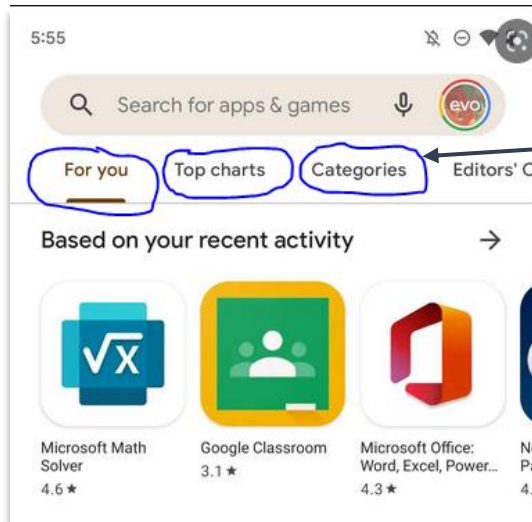 5:55
Search for apps & games
evo
For you Top charts Categories Editors' C
Based on your recent activity
√x
Microsoft Math Google Classroom Microsoft Office:
Solver 3.1★ Word, Excel, Power...
4.6★ 4.3★